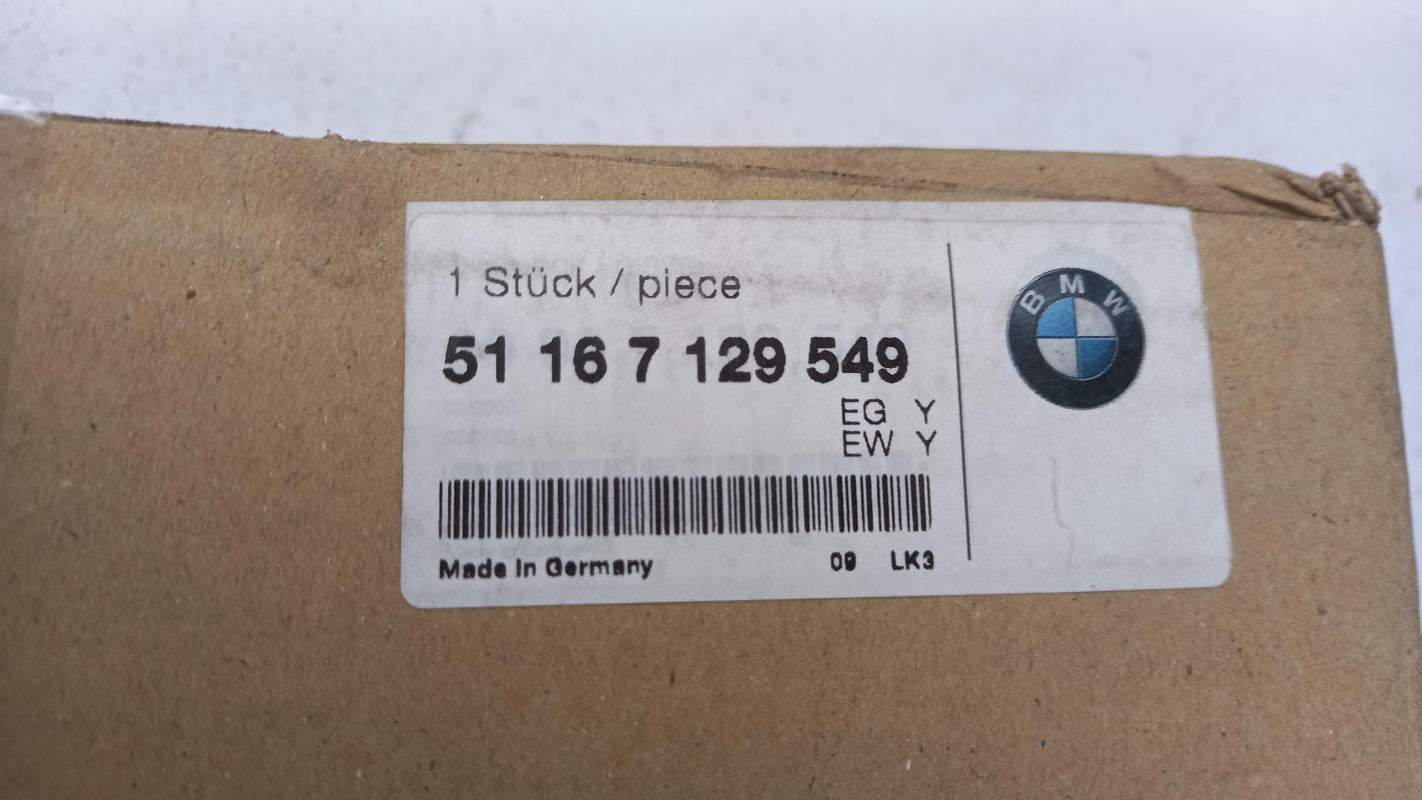 1 Stück / piece
51 16 7 129 549
EG Y
EW Y
Made in Germany 09 LK3
BMW